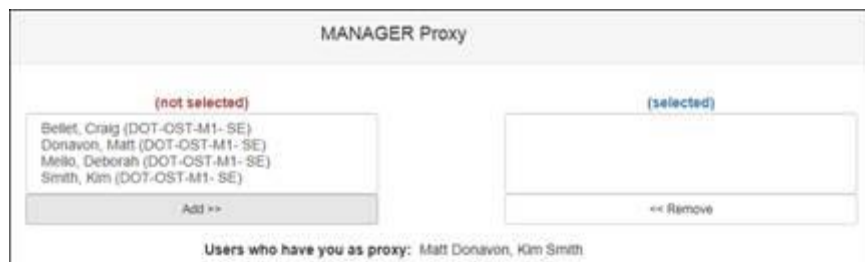 MANAGER Proxy
(not selected)
(selected)
Bellet, Craig (DOT-OST-M1- SE)
Donavon, Matt (DOT-OST-M1- SE)
Mello, Deborah (DOT-OST-M1- SE)
Smith, Kim (DOT-OST-M1- SE)
Add >>
<< Remove
Users who have you as proxy: Matt Donavon, Kim Smith